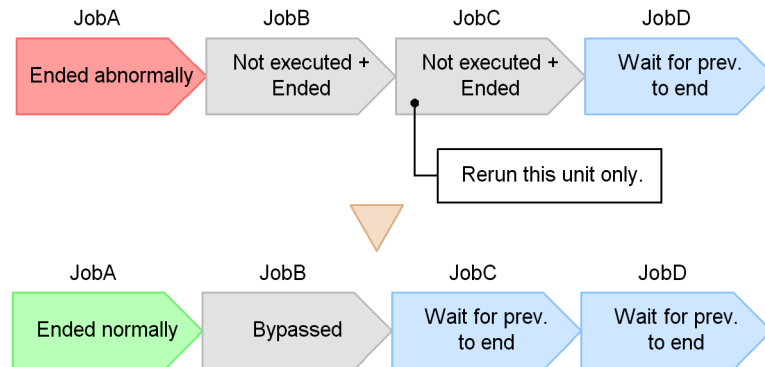 JobA JobB JobC JobD
Ended abnormally
Not executed +
Ended
Not executed +
Ended
Wait for prev.
to end
Rerun this unit only.
JobA JobB JobC JobD
Ended normally
Bypassed
Wait for prev.
to end
Wait for prev.
to end